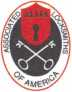 ASSOCIATED LOCKSMITHS
OF AMERICA